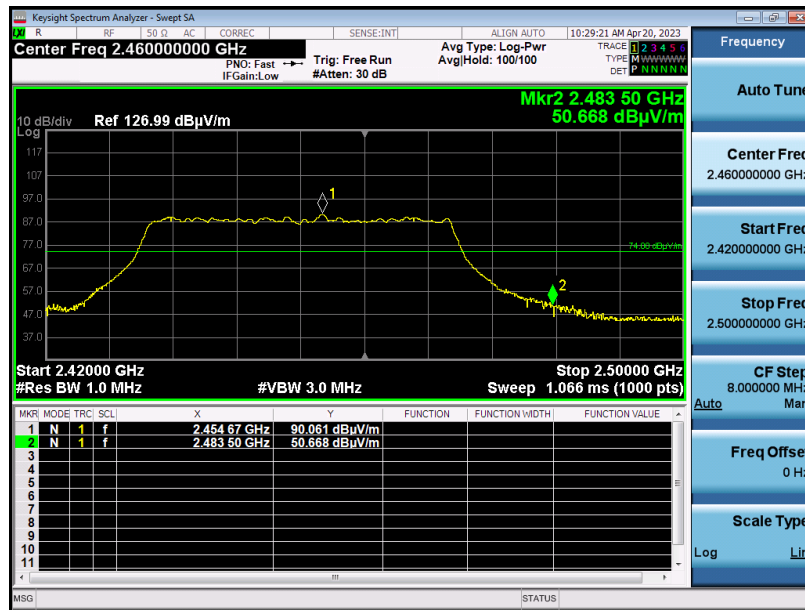 Keysight Spectrum Analyzer - Swept SA
R RF 50 Ω AC CORREC SENSE:INT ALIGN AUTO 10:29:21 AM Apr 20, 2023
Center Freq 2.460000000 GHz
PNO: Fast
IFGain:Low
Trig: Free Run
#Atten: 30 dB
Avg Type: Log-Pwr
Avg|Hold: 100/100
TRACE 1 2 3 4 5 6
TYPE M W W W W W
DET P N N N N N
Mkr2 2.483 50 GHz
50.668 dBµV/m
10 dB/div Ref 126.99 dBµV/m
Log
117
107
97.0
87.0
77.0
67.0
57.0
47.0
37.0
1
74.00 dBµV/m
2
Start 2.42000 GHz Stop 2.50000 GHz
#Res BW 1.0 MHz #VBW 3.0 MHz Sweep 1.066 ms (1000 pts)
MKR MODE TRC SCL X Y FUNCTION FUNCTION WIDTH FUNCTION VALUE
1 N 1 f 2.454 67 GHz 90.061 dBµV/m
2 N 1 f 2.483 50 GHz 50.668 dBµV/m
3
4
5
6
7
8
9
10
11
MSG STATUS
Frequency
Auto Tune
Center Freq
2.460000000 GHz
Start Freq
2.420000000 GHz
Stop Freq
2.500000000 GHz
CF Step
8.000000 MHz
Auto Man
Freq Offset
0 Hz
Scale Type
Log Lin